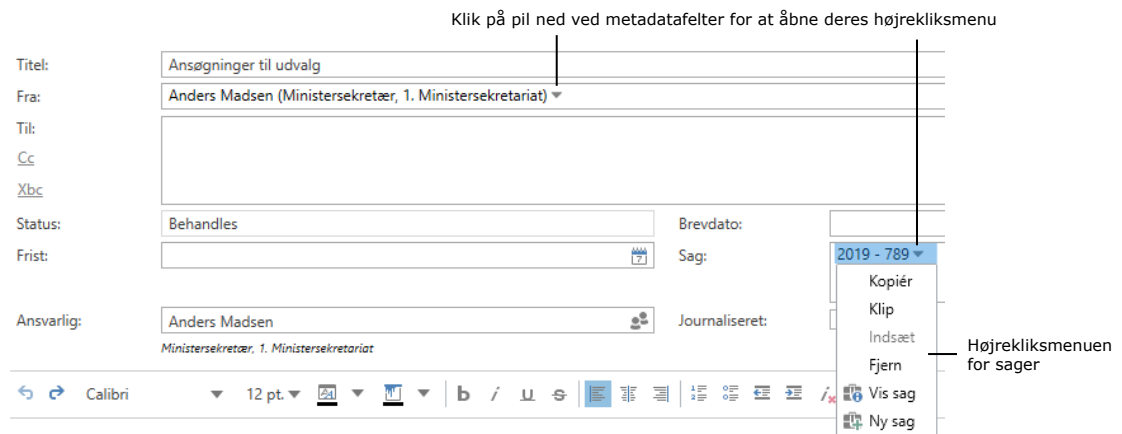 Klik på pil ned ved metadatafelter for at åbne deres højrekliksmenu
Titel: Ansøgninger til udvalg
Fra: Anders Madsen (Ministersekretær, 1. Ministersekretariat)
Til:
Cc
Xbc
Status: Behandles Brevdato:
Frist: 7 Sag: 2019 - 789
Kopiér
Klip
Ansvarlig: Anders Madsen Journaliseret:
Indsæt
Ministersekretær, 1. Ministersekretariat
Højrekliksmenuen
for sager
Fjern
Calibri 12 pt. b i u s
Vis sag
Ny sag